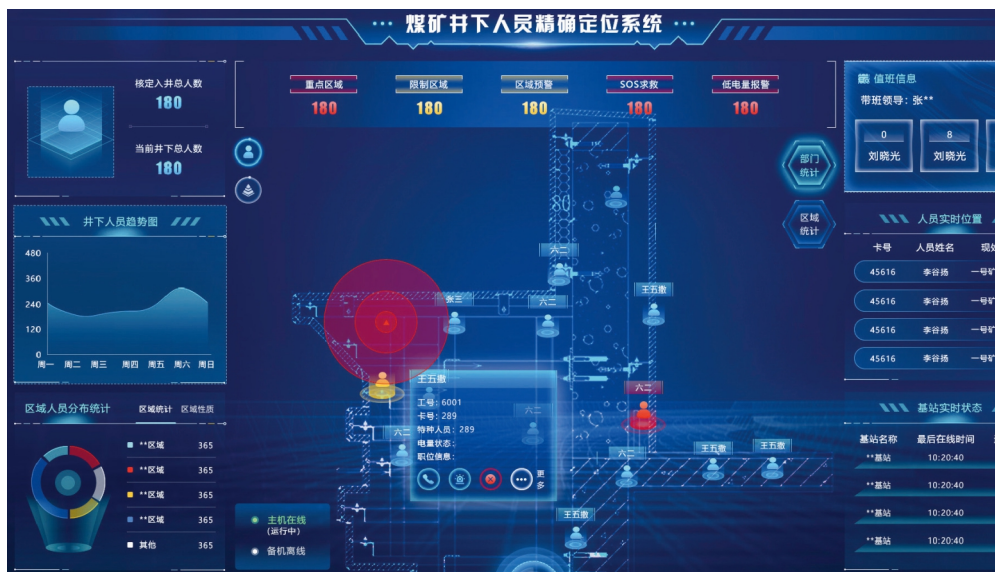 煤矿井下人员精确定位系统
核定入井总人数
180
当前井下总人数
180
重点区域
180
限制区域
180
区域预警
180
SOS求救
180
低电量报警
180
值班信息
带班领导：张**
0
刘晓光
8
刘晓光
部门
统计
区域
统计
井下人员趋势图
480
360
240
120
0
周一 周二 周三 周四 周五 周六 周日
人员实时位置
卡号 人员姓名
45616 李谷扬 一号矿
45616 李谷扬 一号矿
45616 李谷扬 一号矿
45616 李谷扬 一号矿
六二
王五撒
张三
六二
六二
六二
六二
六二
王五撒
王五撒
王五撒
王五撒
工号：6001
卡号：289
特种人员：289
电量状态：
职位信息：
更
多
区域人员分布统计 区域统计 区域性质
**区域 365
**区域 365
**区域 365
**区域 365
其他 365
主机在线
(运行中)
备机离线
基站实时状态
基站名称 最后在线时间
**基站 10:20:40
**基站 10:20:40
**基站 10:20:40
**基站 10:20:40